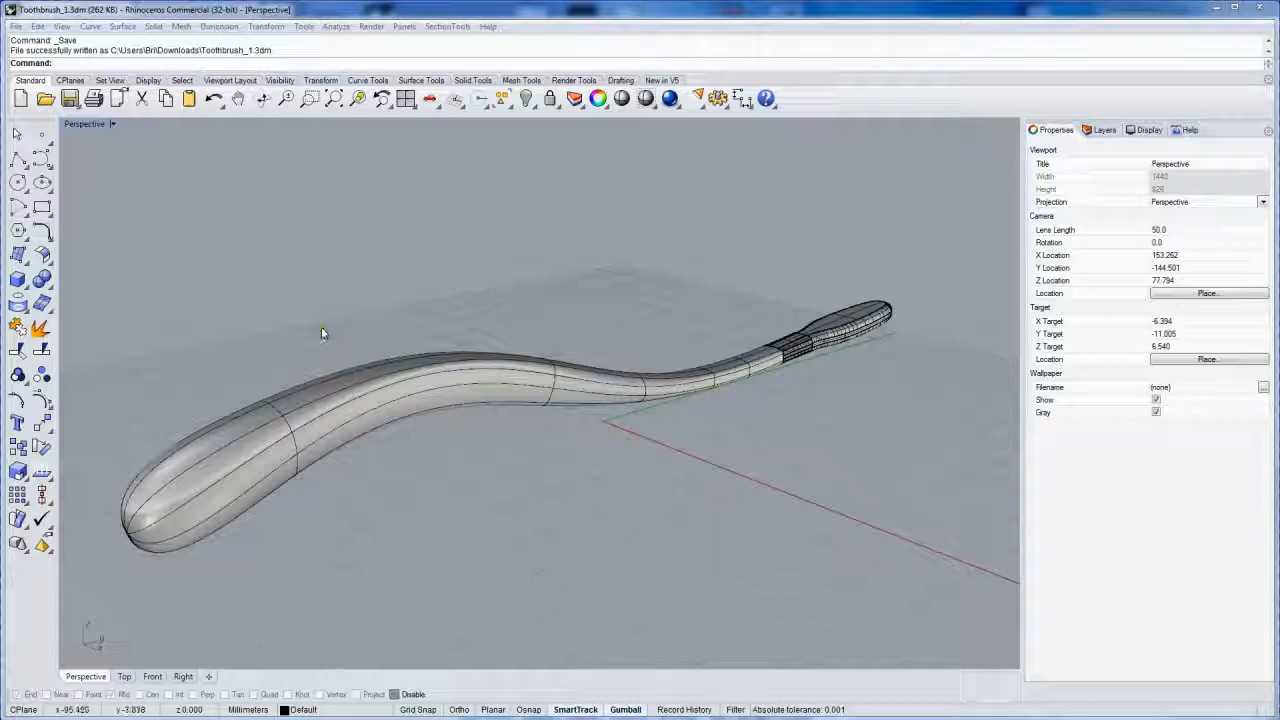 Toothbrush_1.3dm (262 KB) - Rhinoceros Commercial (32-bit) - [Perspective]
File Edit View Curve Surface Solid Mesh Dimension Transform Tools Analyze Render Panels SectionTools Help
Command: _Save
File successfully written as C:\Users\Bri\Downloads\Toothbrush_1.3dm
Command:
Standard CPlanes Set View Display Select Viewport Layout Visibility Transform Curve Tools Surface Tools Solid Tools Mesh Tools Render Tools Drafting New in V5
Perspective
Properties Layers Display Help
Viewport
Title Perspective
Width 1440
Height 826
Projection Perspective
Camera
Lens Length 50.0
Rotation 0.0
X Location 153.262
Y Location -144.501
Z Location 77.794
Location Place...
Target
X Target -6.394
Y Target -11.005
Z Target 6.540
Location Place...
Wallpaper
Filename (none) ...
Show
Gray
Perspective Top Front Right
End Near Point Mid Cen Int Perp Tan Quad Knot Vertex Project Disable
CPlane x -95.425 y -3.838 z 0.000 Millimeters Default Grid Snap Ortho Planar Osnap SmartTrack Gumball Record History Filter Absolute tolerance: 0.001